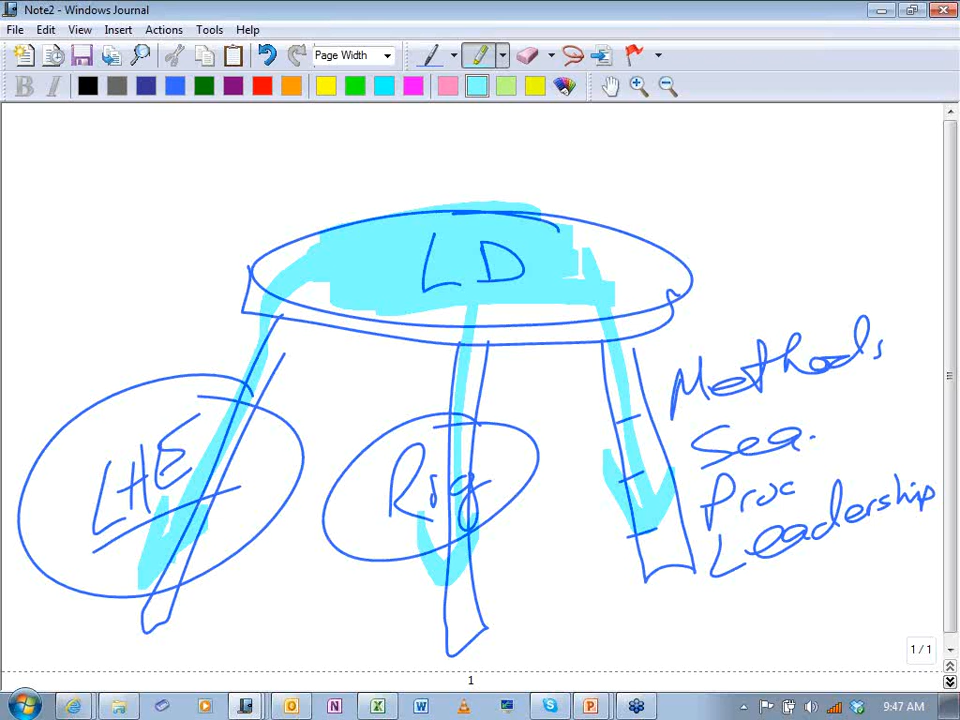 Note2 - Windows Journal
File Edit View Insert Actions Tools Help
Page Width
B I
LD
Methods
Sea.
Proc
Leadership
LHE
Rig
1 / 1
1
9:47 AM